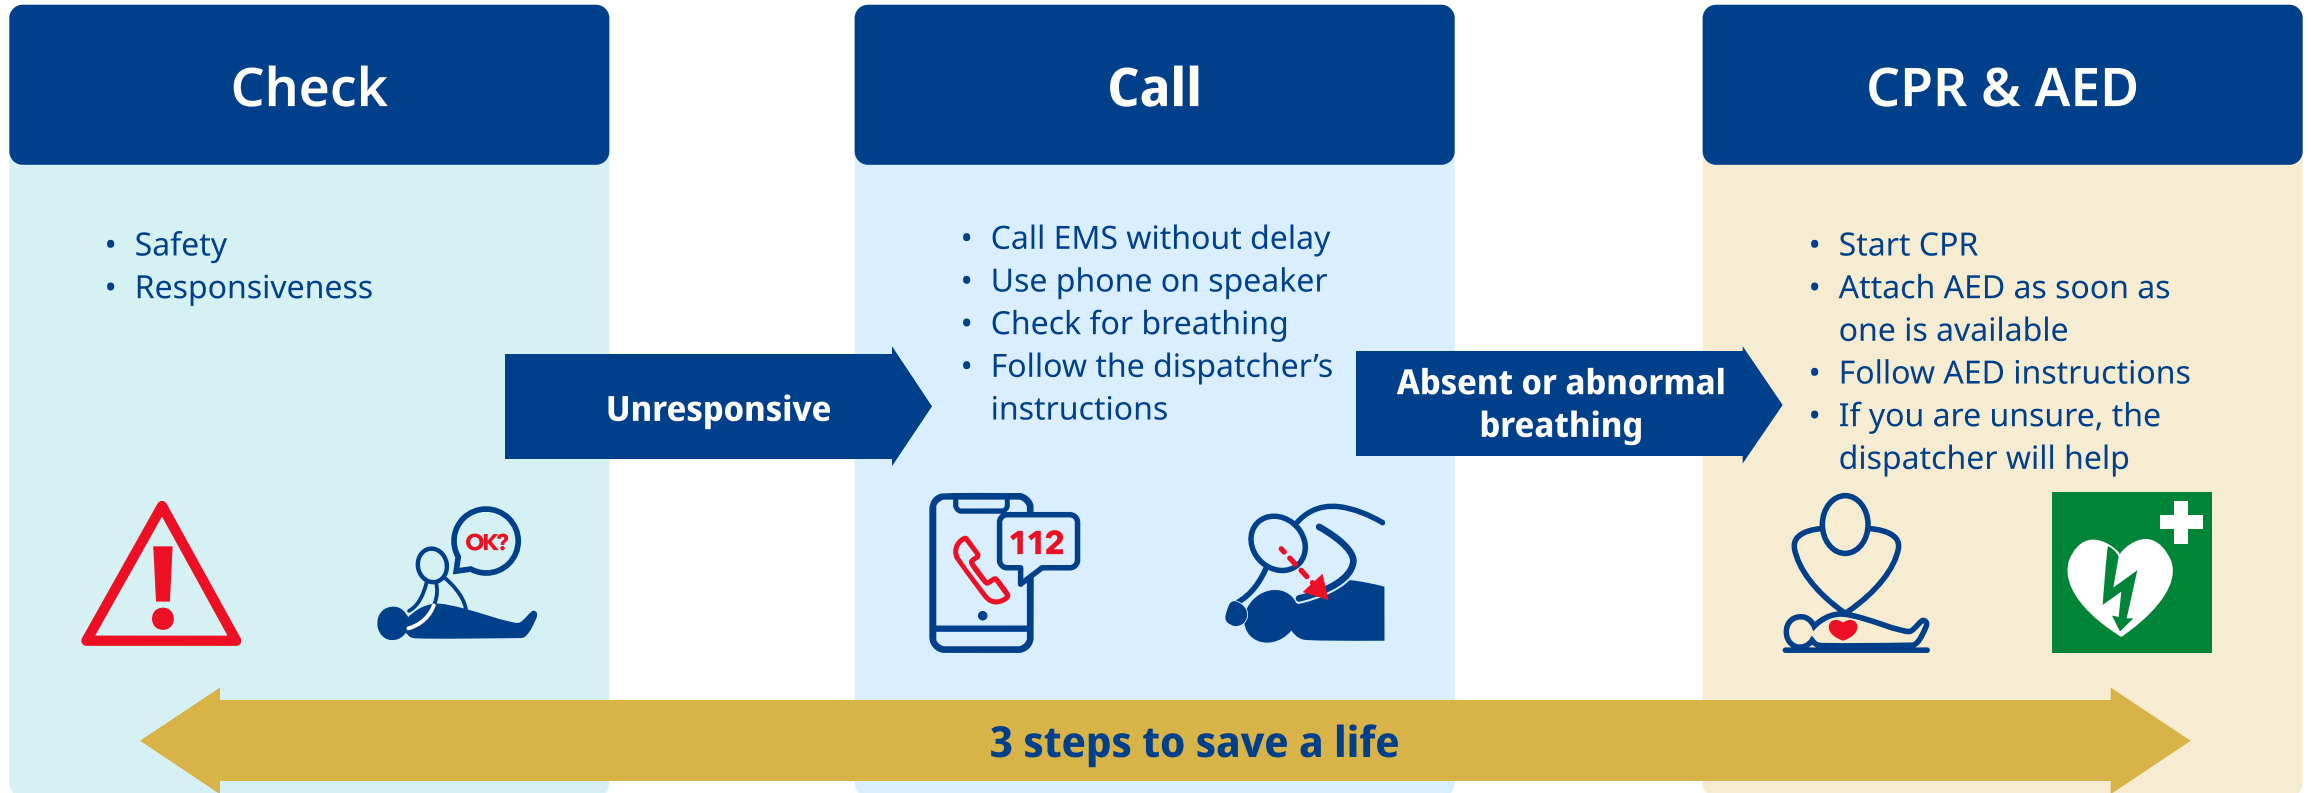 Check
• Safety
• Responsiveness
OK?
Unresponsive
Call
• Call EMS without delay
• Use phone on speaker
• Check for breathing
• Follow the dispatcher’s
instructions
112
Absent or abnormal
breathing
CPR & AED
• Start CPR
• Attach AED as soon as
one is available
• Follow AED instructions
• If you are unsure, the
dispatcher will help
3 steps to save a life